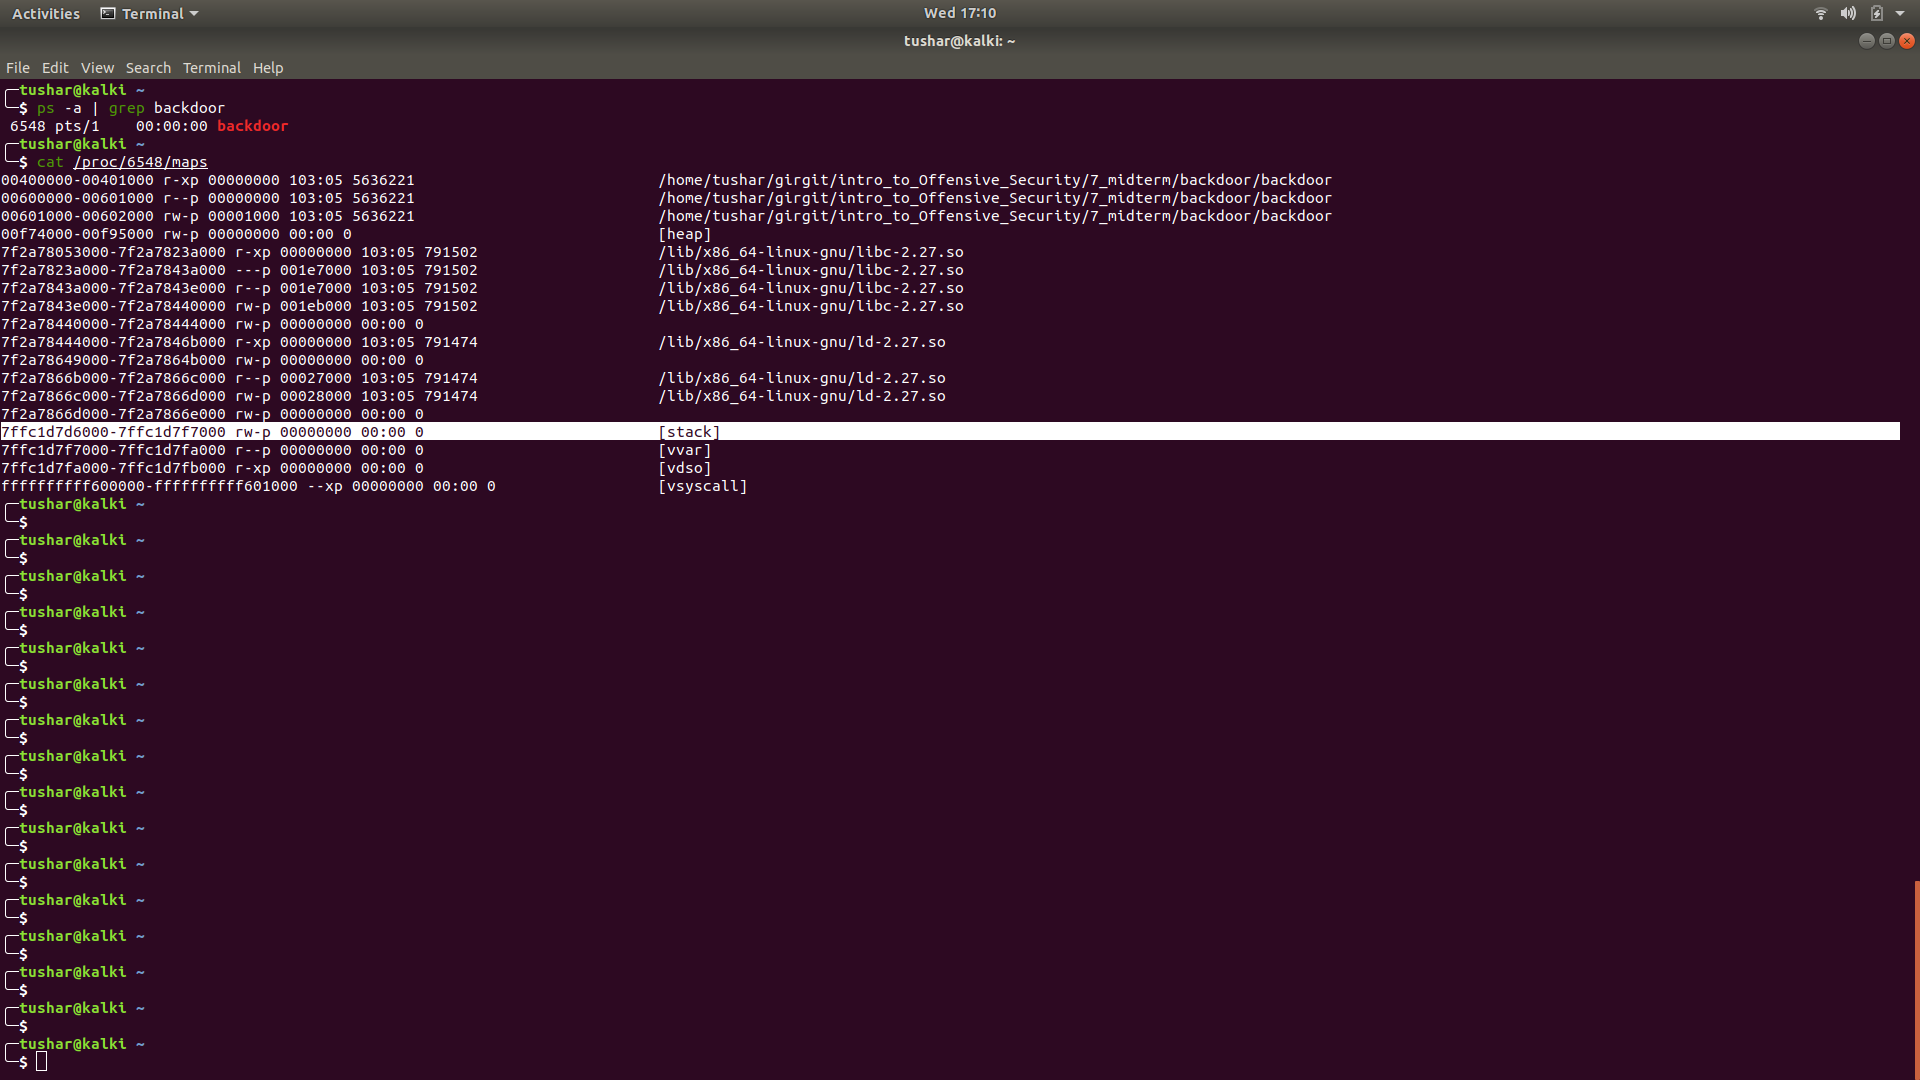 Activities Terminal Wed 17:10
tushar@kalki: ~
File Edit View Search Terminal Help
tushar@kalki ~
$ ps -a | grep backdoor
6548 pts/1 00:00:00 backdoor
tushar@kalki ~
$ cat /proc/6548/maps
00400000-00401000 r-xp 00000000 103:05 5636221 /home/tushar/girgit/intro_to_Offensive_Security/7_midterm/backdoor/backdoor
00600000-00601000 r--p 00000000 103:05 5636221 /home/tushar/girgit/intro_to_Offensive_Security/7_midterm/backdoor/backdoor
00601000-00602000 rw-p 00001000 103:05 5636221 /home/tushar/girgit/intro_to_Offensive_Security/7_midterm/backdoor/backdoor
00f74000-00f95000 rw-p 00000000 00:00 0 [heap]
7f2a78053000-7f2a7823a000 r-xp 00000000 103:05 791502 /lib/x86_64-linux-gnu/libc-2.27.so
7f2a7823a000-7f2a7843a000 ---p 001e7000 103:05 791502 /lib/x86_64-linux-gnu/libc-2.27.so
7f2a7843a000-7f2a7843e000 r--p 001e7000 103:05 791502 /lib/x86_64-linux-gnu/libc-2.27.so
7f2a7843e000-7f2a78440000 rw-p 001eb000 103:05 791502 /lib/x86_64-linux-gnu/libc-2.27.so
7f2a78440000-7f2a78444000 rw-p 00000000 00:00 0
7f2a78444000-7f2a7846b000 r-xp 00000000 103:05 791474 /lib/x86_64-linux-gnu/ld-2.27.so
7f2a78649000-7f2a7864b000 rw-p 00000000 00:00 0
7f2a7866b000-7f2a7866c000 r--p 00027000 103:05 791474 /lib/x86_64-linux-gnu/ld-2.27.so
7f2a7866c000-7f2a7866d000 rw-p 00028000 103:05 791474 /lib/x86_64-linux-gnu/ld-2.27.so
7f2a7866d000-7f2a7866e000 rw-p 00000000 00:00 0
7ffc1d7d6000-7ffc1d7f7000 rw-p 00000000 00:00 0 [stack]
7ffc1d7f7000-7ffc1d7fa000 r--p 00000000 00:00 0 [vvar]
7ffc1d7fa000-7ffc1d7fb000 r-xp 00000000 00:00 0 [vdso]
ffffffffff600000-ffffffffff601000 --xp 00000000 00:00 0 [vsyscall]
tushar@kalki ~
$
tushar@kalki ~
$
tushar@kalki ~
$
tushar@kalki ~
$
tushar@kalki ~
$
tushar@kalki ~
$
tushar@kalki ~
$
tushar@kalki ~
$
tushar@kalki ~
$
tushar@kalki ~
$
tushar@kalki ~
$
tushar@kalki ~
$
tushar@kalki ~
$
tushar@kalki ~
$
tushar@kalki ~
$
tushar@kalki ~
$